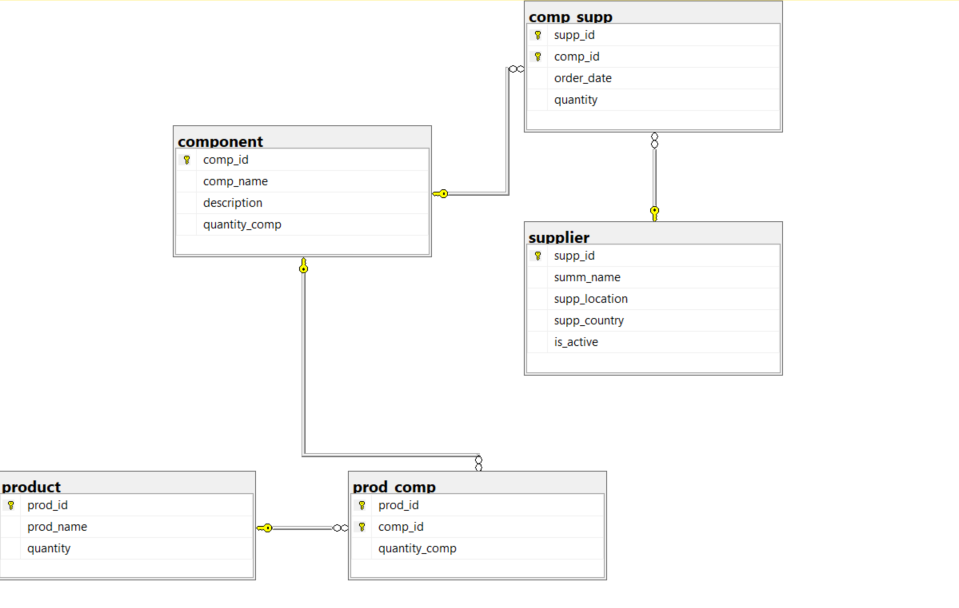 comp_supp
supp_id
comp_id
order_date
quantity
component
comp_id
comp_name
description
quantity_comp
supplier
supp_id
summ_name
supp_location
supp_country
is_active
product
prod_id
prod_name
quantity
prod_comp
prod_id
comp_id
quantity_comp